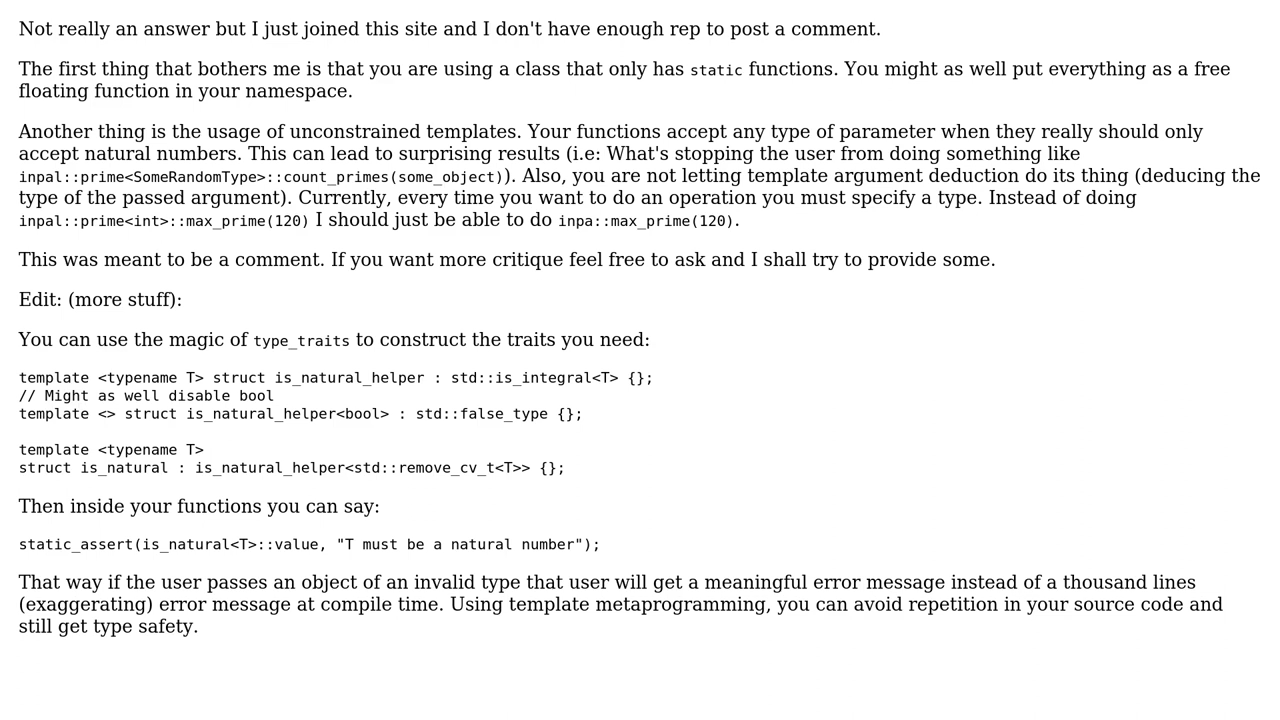 Not really an answer but I just joined this site and I don't have enough rep to post a comment.
The first thing that bothers me is that you are using a class that only has static functions. You might as well put everything as a free
floating function in your namespace.
Another thing is the usage of unconstrained templates. Your functions accept any type of parameter when they really should only
accept natural numbers. This can lead to surprising results (i.e: What's stopping the user from doing something like
inpal::prime<SomeRandomType>::count_primes(some_object)). Also, you are not letting template argument deduction do its thing (deducing the
type of the passed argument). Currently, every time you want to do an operation you must specify a type. Instead of doing
inpal::prime<int>::max_prime(120) I should just be able to do inpa::max_prime(120).
This was meant to be a comment. If you want more critique feel free to ask and I shall try to provide some.
Edit: (more stuff):
You can use the magic of type_traits to construct the traits you need:
template <typename T> struct is_natural_helper : std::is_integral<T> {};
// Might as well disable bool
template <> struct is_natural_helper<bool> : std::false_type {};
template <typename T>
struct is_natural : is_natural_helper<std::remove_cv_t<T>> {};
Then inside your functions you can say:
static_assert(is_natural<T>::value, "T must be a natural number");
That way if the user passes an object of an invalid type that user will get a meaningful error message instead of a thousand lines
(exaggerating) error message at compile time. Using template metaprogramming, you can avoid repetition in your source code and
still get type safety.